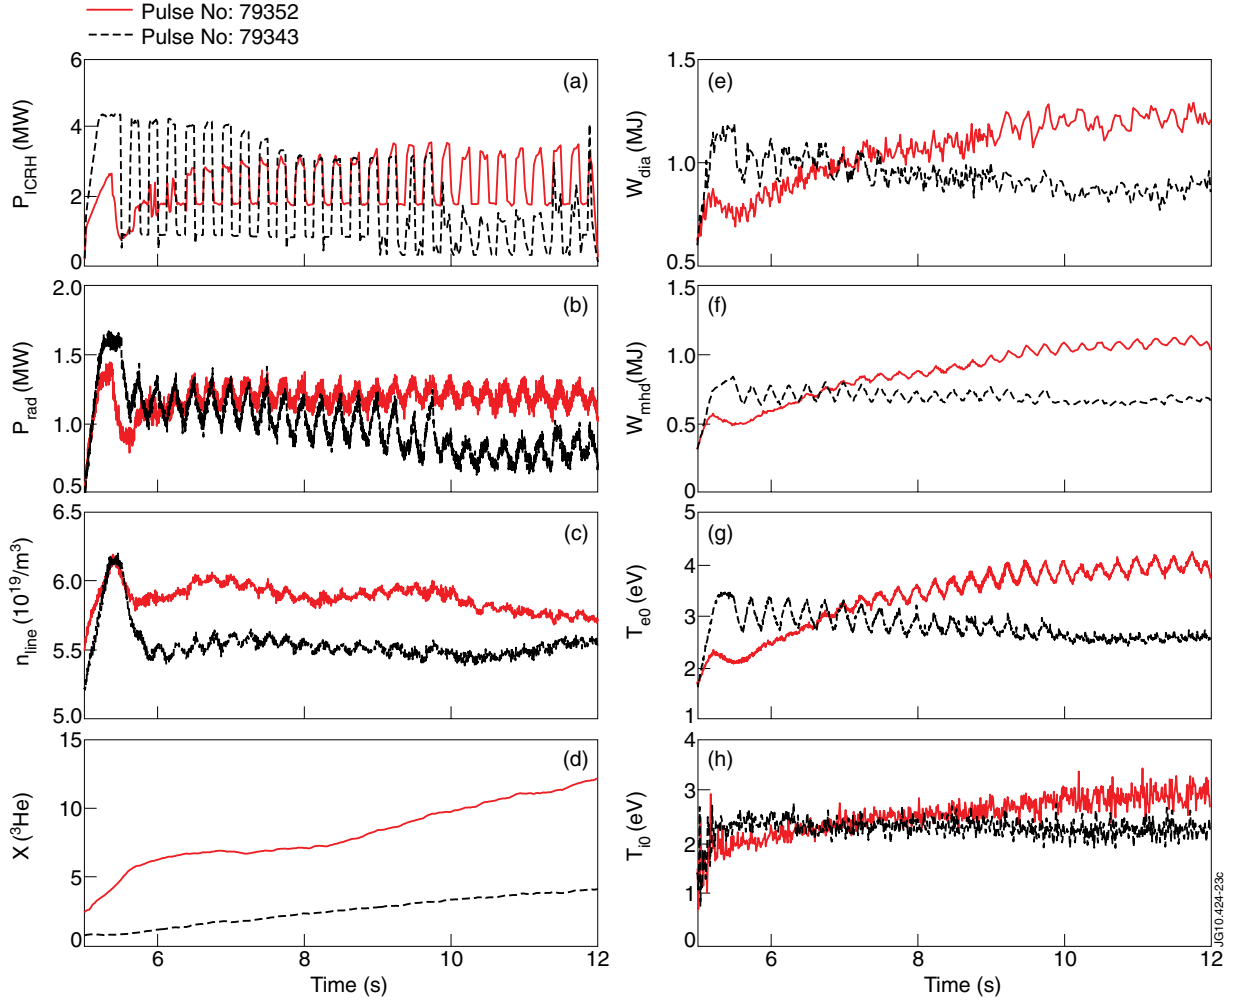 Pulse No: 79352
Pulse No: 79343
6
4
2
0
P_ICRH (MW)
(a)
2.0
1.5
1.0
0.5
P_rad (MW)
(b)
6.5
6.0
5.5
5.0
n_line (10^19/m^3)
(c)
15
10
5
0
X (^3He)
(d)
6
8
10
12
Time (s)
1.5
1.0
0.5
W_dia (MJ)
(e)
1.5
1.0
0.5
0
W_mhd (MJ)
(f)
5
4
3
2
1
T_e0 (eV)
(g)
4
3
2
1
0
T_i0 (eV)
(h)
6
8
10
12
Time (s)
JG10.424-23c